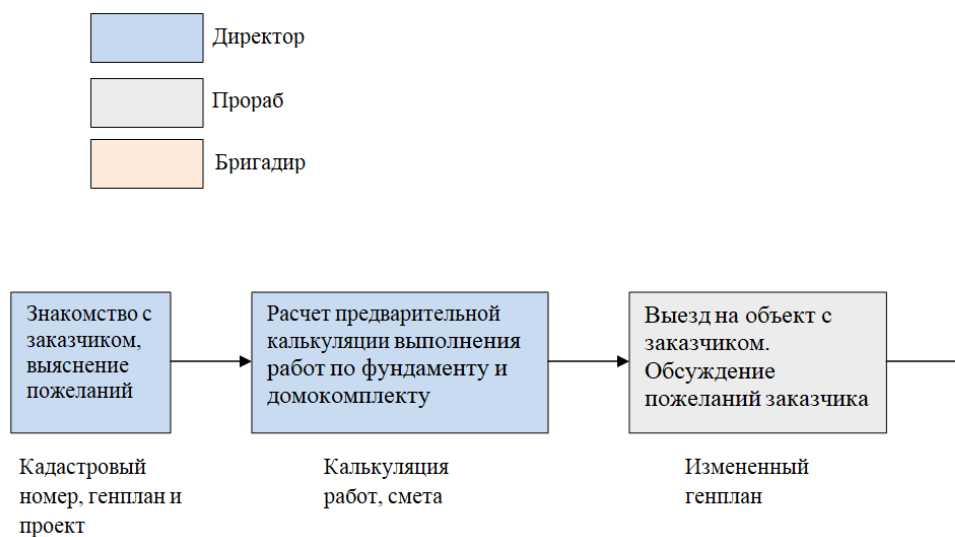 Директор
Прораб
Бригадир
Знакомство с
заказчиком,
выяснение
пожеланий
Расчет предварительной
калькуляции выполнения
работ по фундаменту и
домокомплекту
Выезд на объект с
заказчиком.
Обсуждение
пожеланий заказчика
Кадастровый
номер, генплан и
проект
Калькуляция
работ, смета
Измененный
генплан